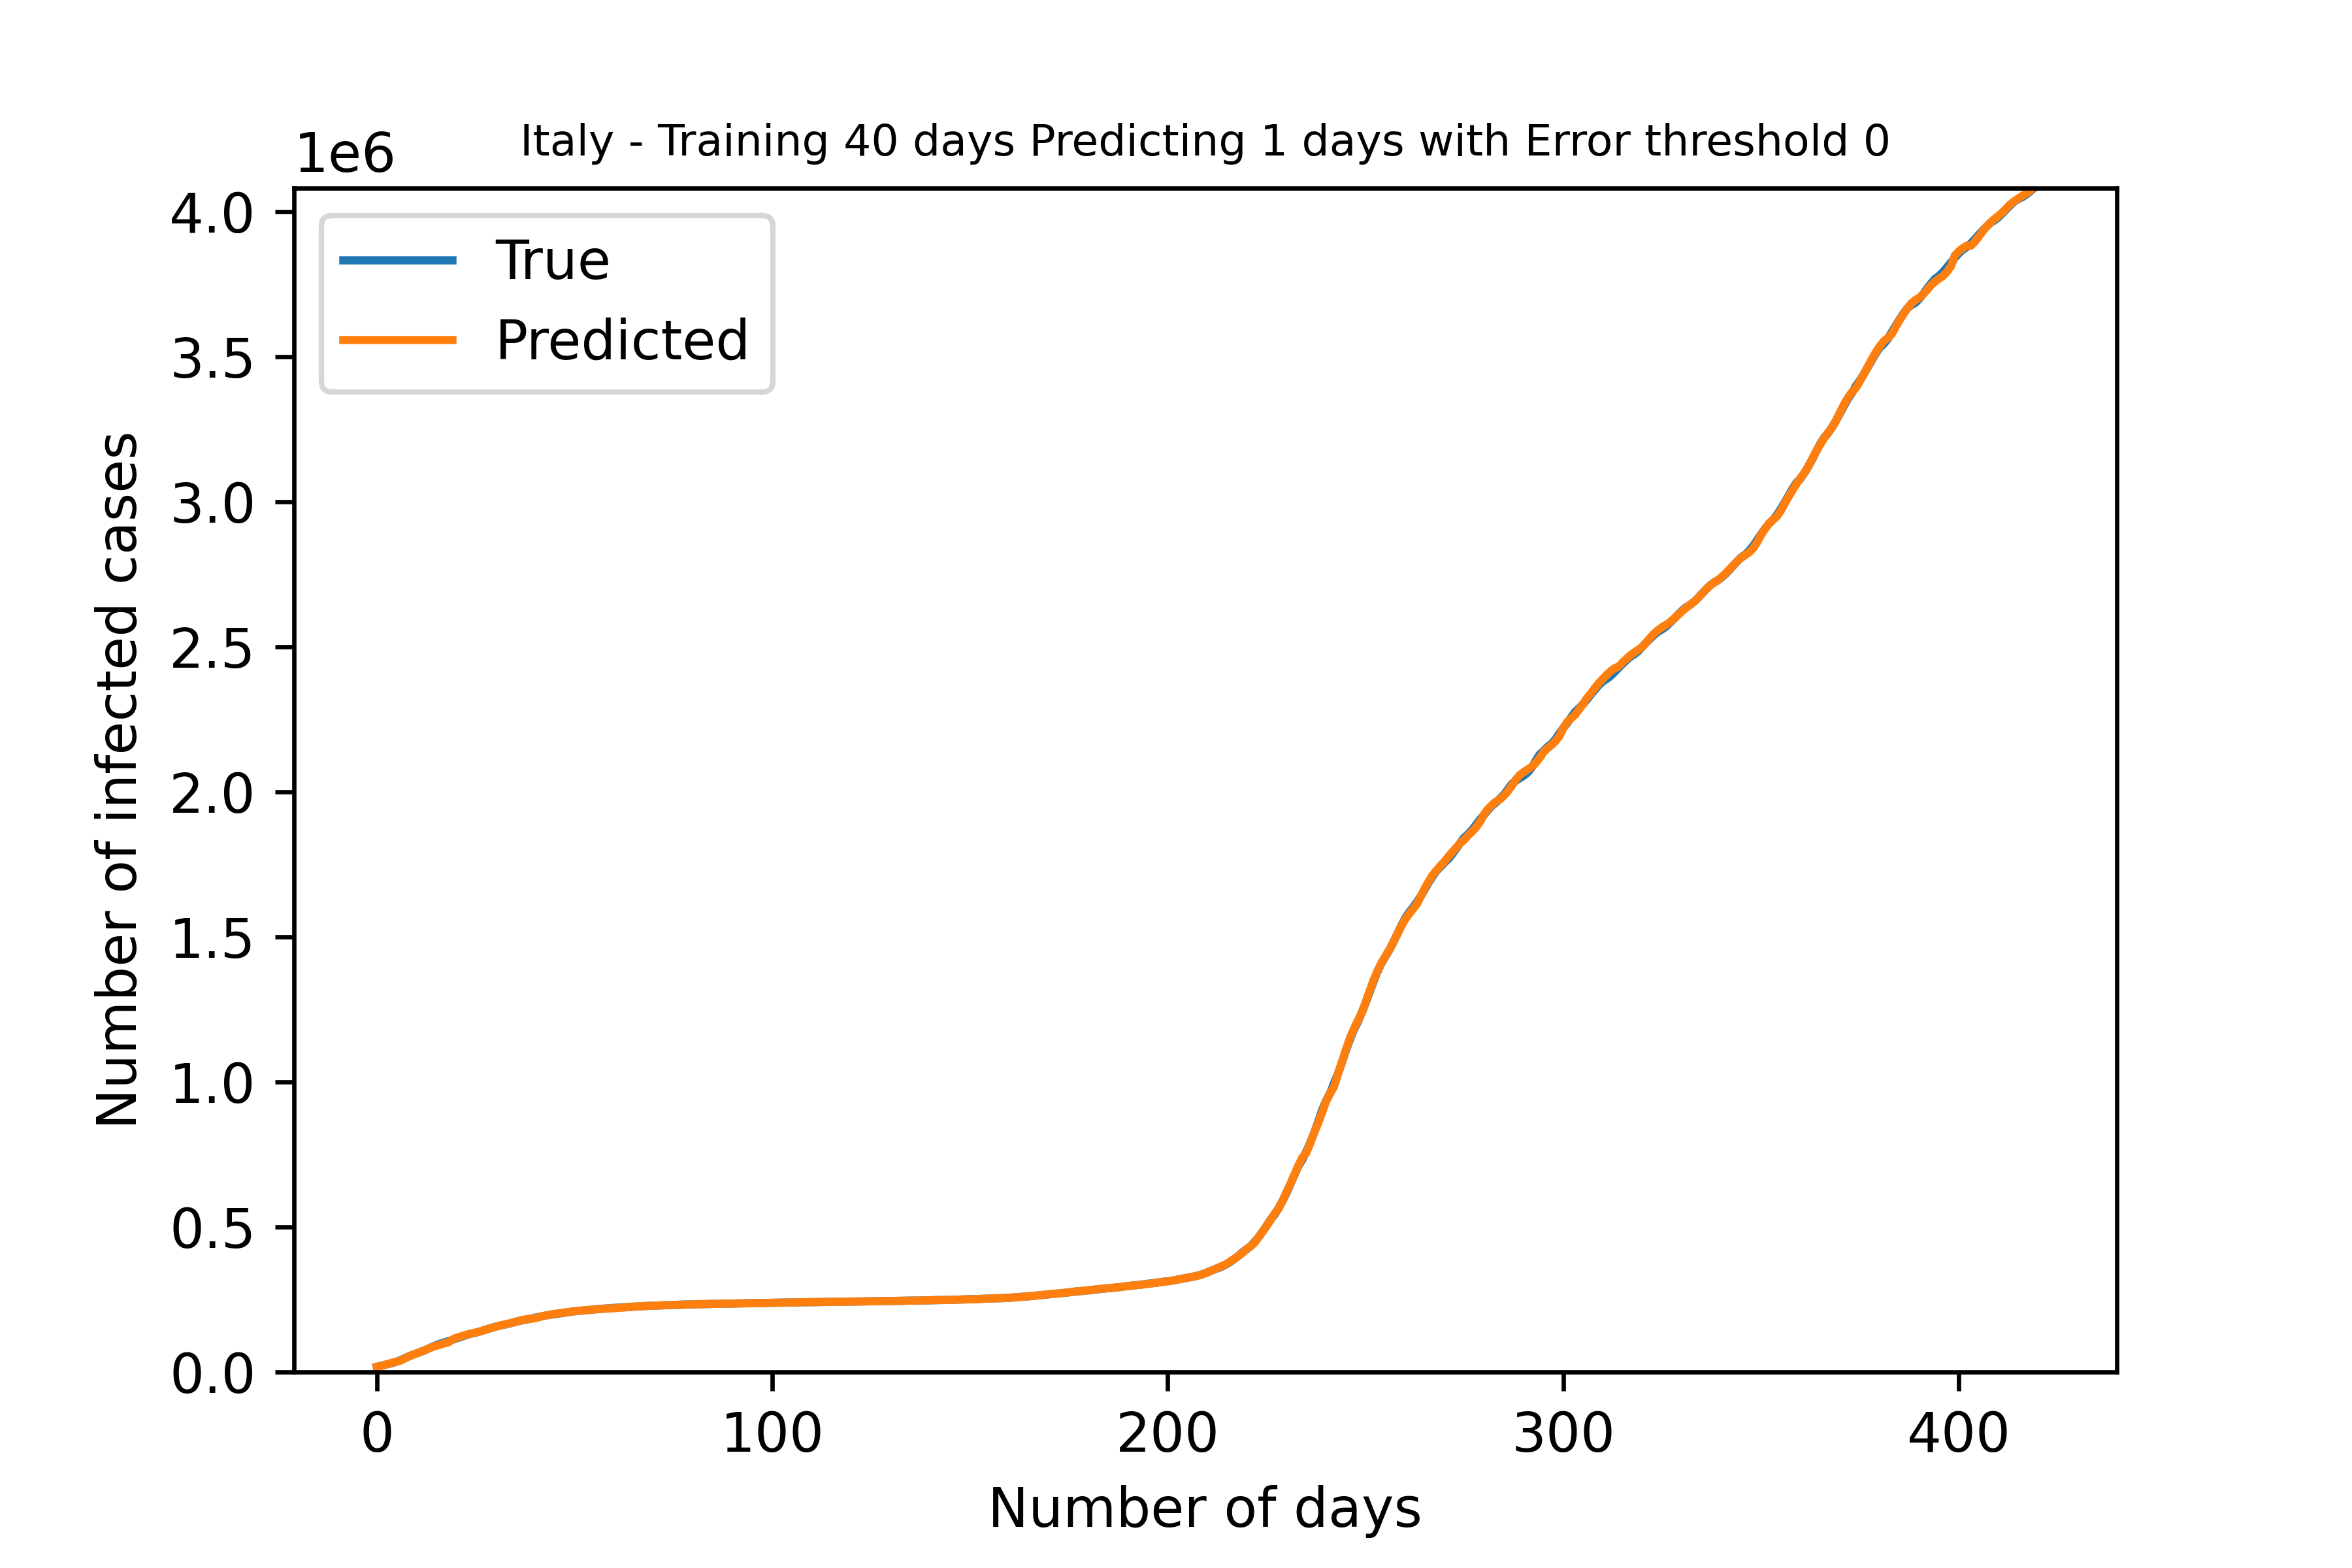 Italy - Training 40 days Predicting 1 days with Error threshold 0
1e6
4.0
3.5
3.0
2.5
2.0
1.5
1.0
0.5
0.0
True
Predicted
Number of infected cases
0 100 200 300 400
Number of days